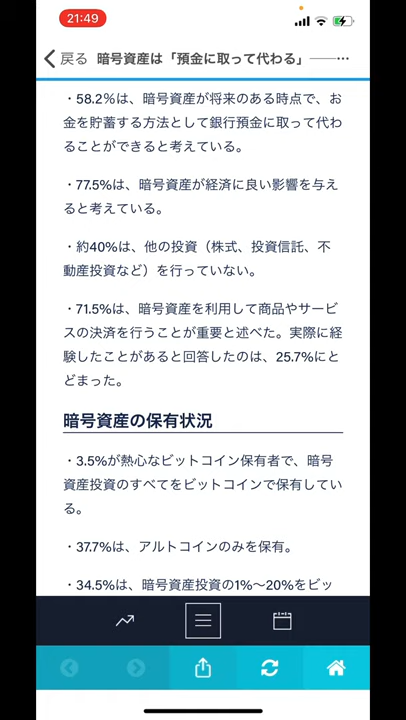 21:49
戻る 暗号資産は「預金に取って代わる」――…
・58.2%は、暗号資産が将来のある時点で、お
金を貯蓄する方法として銀行預金に取って代わ
ることができると考えている。
・77.5%は、暗号資産が経済に良い影響を与え
ると考えている。
・約40%は、他の投資（株式、投資信託、不
動産投資など）を行っていない。
・71.5%は、暗号資産を利用して商品やサービ
スの決済を行うことが重要と述べた。実際に経
験したことがあると回答したのは、25.7%にと
どまった。
暗号資産の保有状況
・3.5%が熱心なビットコイン保有者で、暗号
資産投資のすべてをビットコインで保有してい
る。
・37.7%は、アルトコインのみを保有。
・34.5%は、暗号資産投資の1%〜20%をビッ